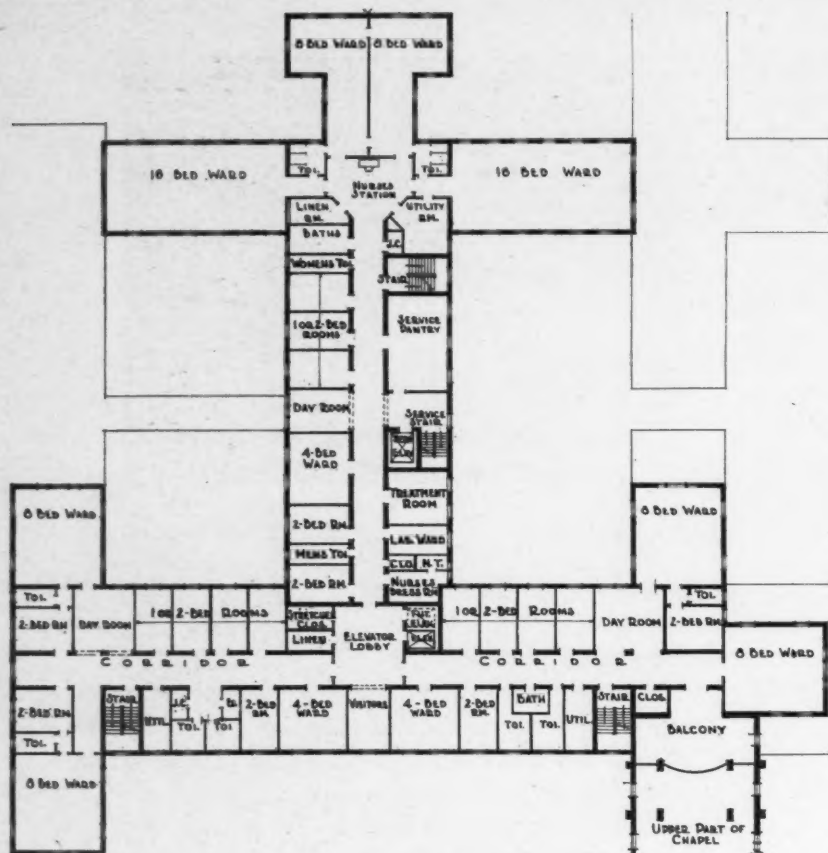 8 BED WARD 8 BED WARD
16 BED WARD
TOI.
NURSES
STATION
TOI.
16 BED WARD
LINEN
RM.
UTILITY
RM.
BATHS
J.C.
WOMENS TOI.
STAIR
1 OR 2-BED
ROOMS
SERVICE
PANTRY
DAY ROOM
SERVICE
STAIR
4-BED
WARD
ELEV
TREATMENT
ROOM
8 BED WARD
8 BED WARD
2-BED RM.
LAB. WARD
MENS TOI.
CLO.
N.T.
2-BED RM.
NURSES
DRESS RM
TOI.
2-BED RM
DAY ROOM
1 OR 2-BED ROOMS
STRETCHER
CLOS.
LINEN
ELEVATOR
LOBBY
FUT.
ELEV.
ELEV.
1 OR 2-BED ROOMS
DAY ROOM
TOI.
2-BED RM
CORRIDOR
CORRIDOR
8 BED WARD
2-BED RM.
TOI.
STAIR
UTIL.
J.C.
TOI.
TOI.
2-BED
RM.
4-BED
WARD
VISITORS
4-BED
WARD
2-BED
RM.
BATH
TOI.
TOI.
UTIL.
STAIR
CLOS.
BALCONY
8 BED WARD
UPPER PART OF
CHAPEL